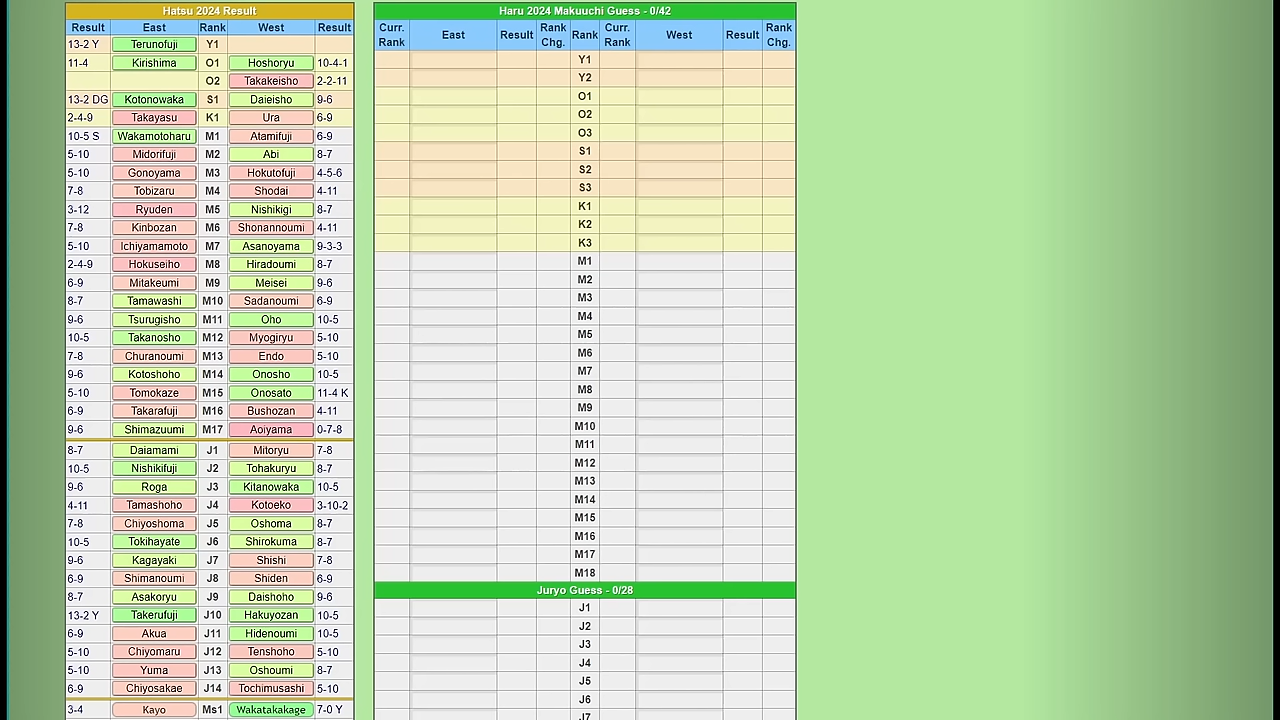 Hatsu 2024 Result
Result East Rank West Result
13-2 Y Terunofuji Y1
11-4 Kirishima O1 Hoshoryu 10-4-1
O2 Takakeisho 2-2-11
13-2 DG Kotonowaka S1 Daieisho 9-6
2-4-9 Takayasu K1 Ura 6-9
10-5 S Wakamotoharu M1 Atamifuji 6-9
5-10 Midorifuji M2 Abi 8-7
5-10 Gonoyama M3 Hokutofuji 4-5-6
7-8 Tobizaru M4 Shodai 4-11
3-12 Ryuden M5 Nishikigi 8-7
7-8 Kinbozan M6 Shonannoumi 4-11
5-10 Ichiyamamoto M7 Asanoyama 9-3-3
2-4-9 Hokuseiho M8 Hiradoumi 8-7
6-9 Mitakeumi M9 Meisei 9-6
8-7 Tamawashi M10 Sadanoumi 6-9
9-6 Tsurugisho M11 Oho 10-5
10-5 Takanosho M12 Myogiryu 5-10
7-8 Churanoumi M13 Endo 5-10
9-6 Kotoshoho M14 Onosho 10-5
5-10 Tomokaze M15 Onosato 11-4 K
6-9 Takarafuji M16 Bushozan 4-11
9-6 Shimazuumi M17 Aoiyama 0-7-8
8-7 Daiamami J1 Mitoryu 7-8
10-5 Nishikifuji J2 Tohakuryu 8-7
9-6 Roga J3 Kitanowaka 10-5
4-11 Tamashoho J4 Kotoeko 3-10-2
7-8 Chiyoshoma J5 Oshoma 8-7
10-5 Tokihayate J6 Shirokuma 8-7
9-6 Kagayaki J7 Shishi 7-8
6-9 Shimanoumi J8 Shiden 6-9
8-7 Asakoryu J9 Daishoho 9-6
13-2 Y Takerufuji J10 Hakuyozan 10-5
6-9 Akua J11 Hidenoumi 10-5
5-10 Chiyomaru J12 Tenshoho 5-10
5-10 Yuma J13 Oshoumi 8-7
6-9 Chiyosakae J14 Tochimusashi 5-10
3-4 Kayo Ms1 Wakatakakage 7-0 Y
Haru 2024 Makuuchi Guess - 0/42
Curr. Rank East Result Rank Chg. Rank Curr. Rank West Result Rank Chg.
Y1
Y2
O1
O2
O3
S1
S2
S3
K1
K2
K3
M1
M2
M3
M4
M5
M6
M7
M8
M9
M10
M11
M12
M13
M14
M15
M16
M17
M18
Juryo Guess - 0/28
J1
J2
J3
J4
J5
J6
J7